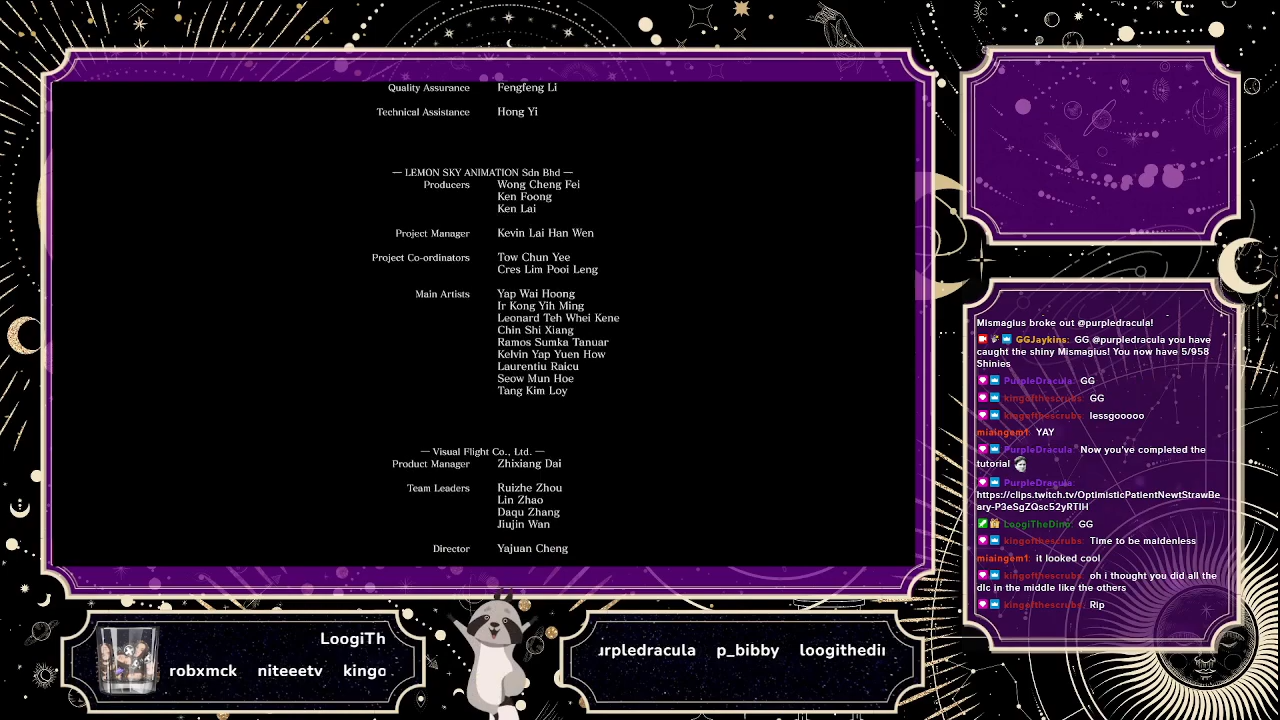 Quality Assurance Fengfeng Li
Technical Assistance Hong Yi
— LEMON SKY ANIMATION Sdn Bhd —
Producers Wong Cheng Fei
Ken Foong
Ken Lai
Project Manager Kevin Lai Han Wen
Project Co-ordinators Tow Chun Yee
Cres Lim Pooi Leng
Main Artists Yap Wai Hoong
Ir Kong Yih Ming
Leonard Teh Whei Kene
Chin Shi Xiang
Ramos Sumka Tanuar
Kelvin Yap Yuen How
Laurentiu Raicu
Seow Mun Hoe
Tang Kim Loy
— Visual Flight Co., Ltd. —
Product Manager Zhixiang Dai
Team Leaders Ruizhe Zhou
Lin Zhao
Daqu Zhang
Jiujin Wan
Director Yajuan Cheng
Mismagius broke out @purpledracula!
GGJaykins: GG @purpledracula you have
caught the shiny Mismagius! You now have 5/958
Shinies
PurpleDracula: GG
kingofthescrubs: GG
kingofthescrubs: lessgooooo
miaingem1: YAY
PurpleDracula: Now you've completed the
tutorial
PurpleDracula:
https://clips.twitch.tv/OptimisticPatientNewtStrawBe
ary-P3eSgZQsc52yRTlH
LoogiTheDino: GG
kingofthescrubs: Time to be maidenless
miaingem1: it looked cool
kingofthescrubs: oh i thought you did all the
dlc in the middle like the others
kingofthescrubs: Rip
LoogiTh
robxmck niteeetv kingo
urpledracula p_bibby loogithedin